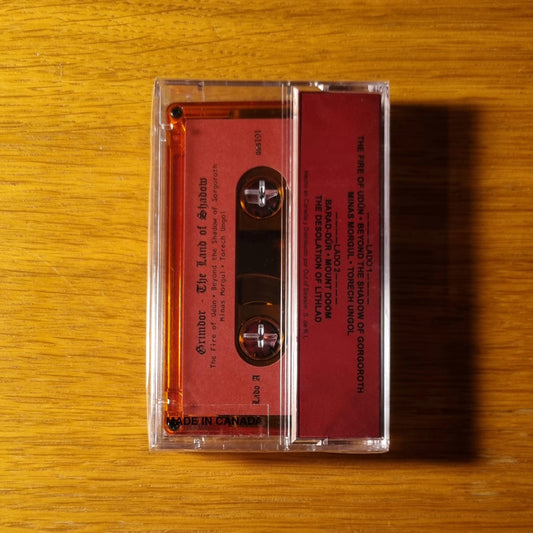 Grimdor - The Land of Shadow
The Fire of Udûn • Beyond the Shadow of Gorgoroth
Minas Morgul • Torech Ungol
Lado A
MADE IN CANADA
————LADO 1————
THE FIRE OF UDÛN • BEYOND THE SHADOW OF GORGOROTH
MINAS MORGUL • TORECH UNGOL
————LADO 2————
BARAD-DÛR • MOUNT DOOM
THE DESOLATION OF LITHLAD